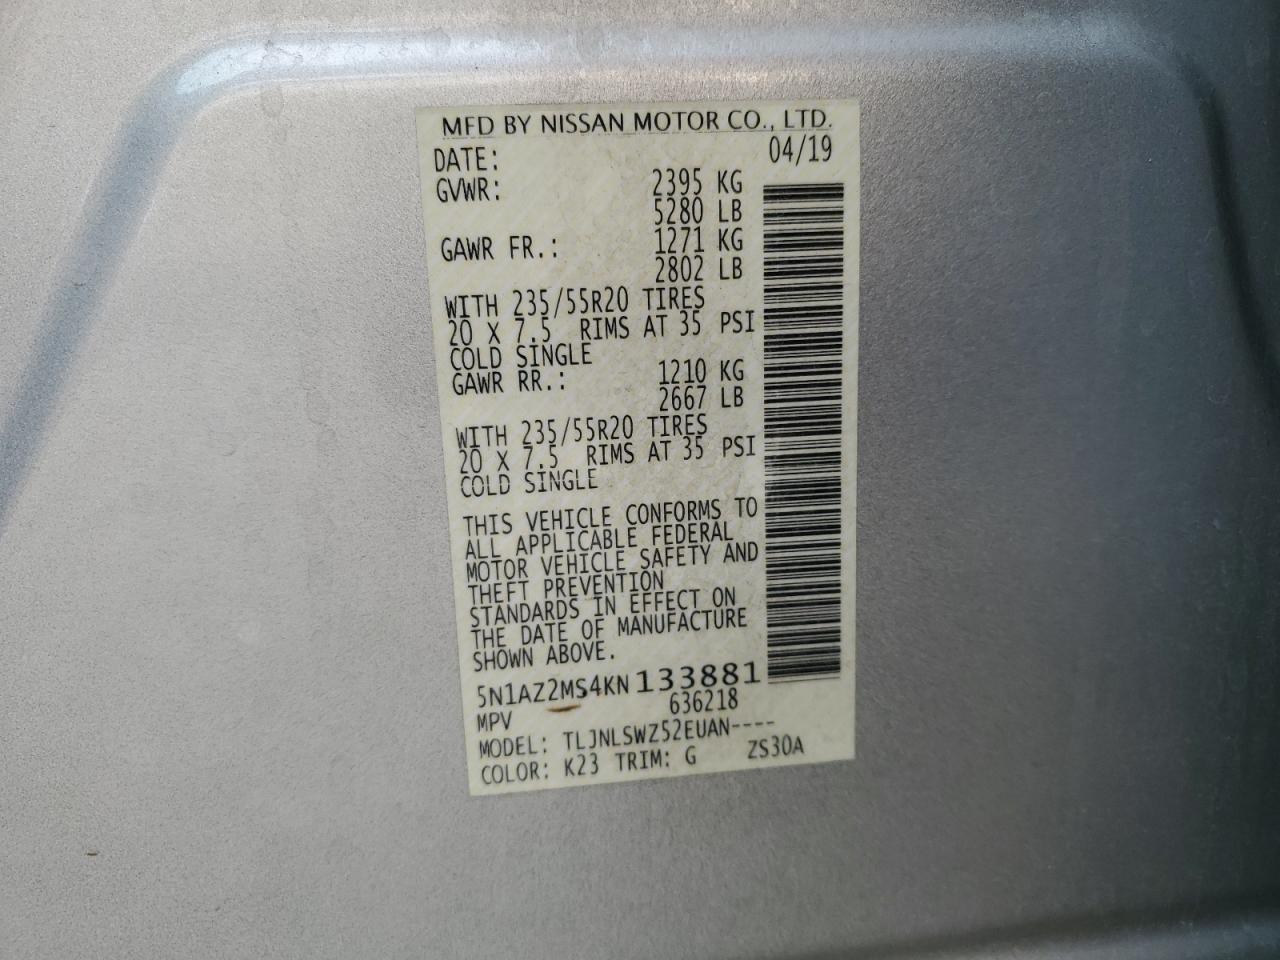 MFD BY NISSAN MOTOR CO., LTD.
DATE: 04/19
GVWR: 2395 KG
5280 LB
GAWR FR.: 1271 KG
2802 LB
WITH 235/55R20 TIRES
20 X 7.5 RIMS AT 35 PSI
COLD SINGLE
GAWR RR.: 1210 KG
2667 LB
WITH 235/55R20 TIRES
20 X 7.5 RIMS AT 35 PSI
COLD SINGLE
THIS VEHICLE CONFORMS TO
ALL APPLICABLE FEDERAL
MOTOR VEHICLE SAFETY AND
THEFT PREVENTION
STANDARDS IN EFFECT ON
THE DATE OF MANUFACTURE
SHOWN ABOVE.
5N1AZ2MS4KN133881
MPV 636218
MODEL: TLJNLSWZ52EUAN----
COLOR: K23 TRIM: G ZS30A